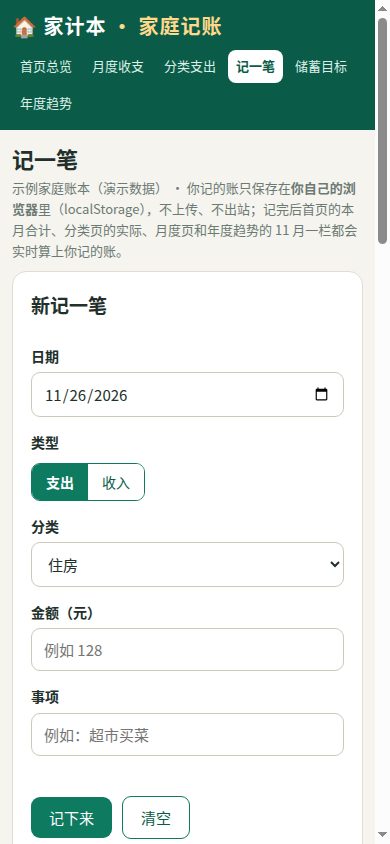 🏠 家计本 · 家庭记账
首页总览 月度收支 分类支出 记一笔 储蓄目标
年度趋势
记一笔
示例家庭账本（演示数据） · 你记的账只保存在你自己的浏
览器里（localStorage），不上传、不出站；记完后首页的本
月合计、分类页的实际、月度页和年度趋势的 11 月一栏都会
实时算上你记的账。
新记一笔
日期
11/26/2026
类型
支出 收入
分类
住房
金额（元）
例如 128
事项
例如：超市买菜
记下来 清空